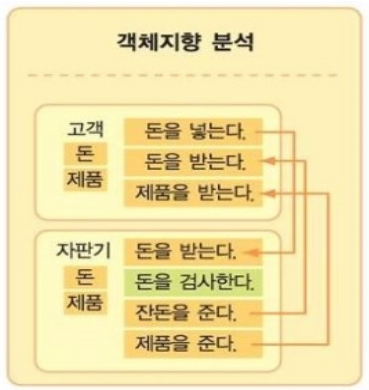 객체지향 분석
고객
돈
제품
돈을 넣는다.
돈을 받는다.
제품을 받는다.
자판기
돈
제품
돈을 받는다.
돈을 검사한다.
잔돈을 준다.
제품을 준다.